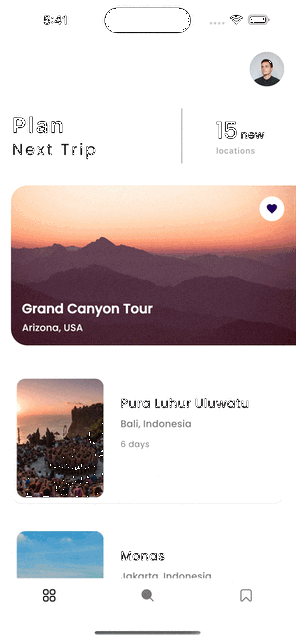 5:41
Plan
Next Trip
15 new
locations
Grand Canyon Tour
Arizona, USA
Pura Luhur Uluwatu
Bali, Indonesia
6 days
Monas
Jakarta, Indonesia